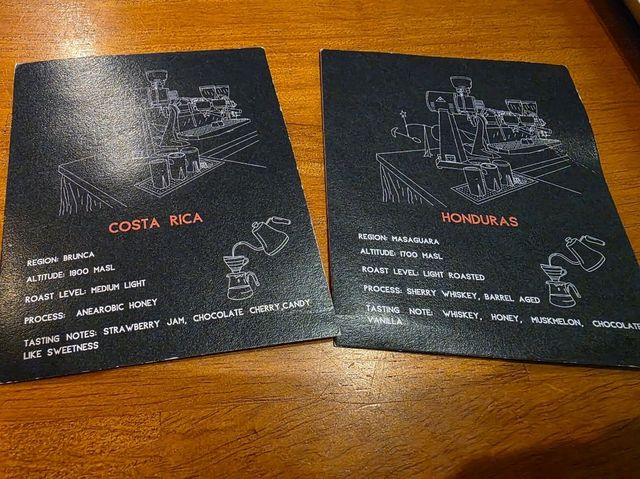 COSTA RICA
REGION: BRUNCA
ALTITUDE: 1800 MASL
ROAST LEVEL: MEDIUM LIGHT
PROCESS: ANEAROBIC HONEY
TASTING NOTES: STRAWBERRY JAM, CHOCOLATE CHERRY,CANDY
LIKE SWEETNESS
HONDURAS
REGION: MASAGUARA
ALTITUDE: 1700 MASL
ROAST LEVEL: LIGHT ROASTED
PROCESS: SHERRY WHISKEY, BARREL AGED
TASTING NOTE: WHISKEY, HONEY, MUSKMELON, CHOCOLATE
VANILLA